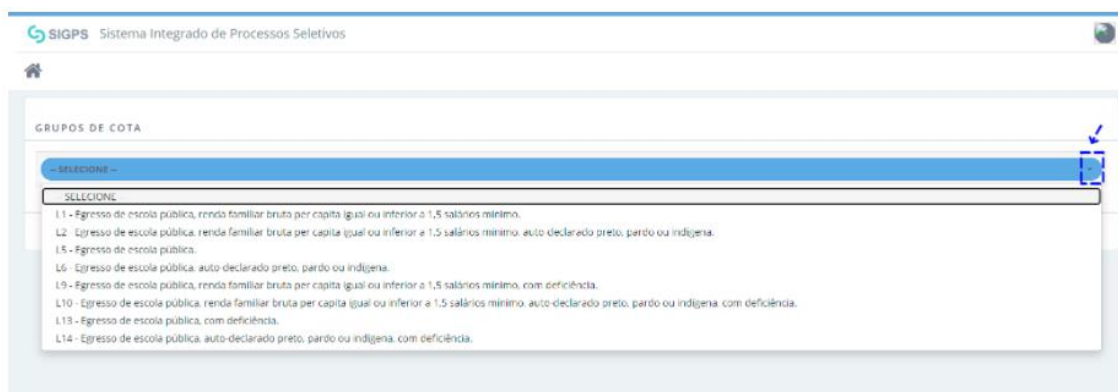 SIGPS Sistema Integrado de Processos Seletivos
GRUPOS DE COTA
-- SELECIONE --
SELECIONE
L1 - Egresso de escola pública, renda familiar bruta per capita igual ou inferior a 1,5 salários mínimo.
L2 - Egresso de escola pública, renda familiar bruta per capita igual ou inferior a 1,5 salários mínimo, auto-declarado preto, pardo ou indígena.
L5 - Egresso de escola pública.
L6 - Egresso de escola pública, auto-declarado preto, pardo ou indígena.
L9 - Egresso de escola pública, renda familiar bruta per capita igual ou inferior a 1,5 salários mínimo, com deficiência.
L10 - Egresso de escola pública, renda familiar bruta per capita igual ou inferior a 1,5 salários mínimo, auto-declarado preto, pardo ou indígena, com deficiência.
L13 - Egresso de escola pública, com deficiência.
L14 - Egresso de escola pública, auto-declarado preto, pardo ou indígena, com deficiência.